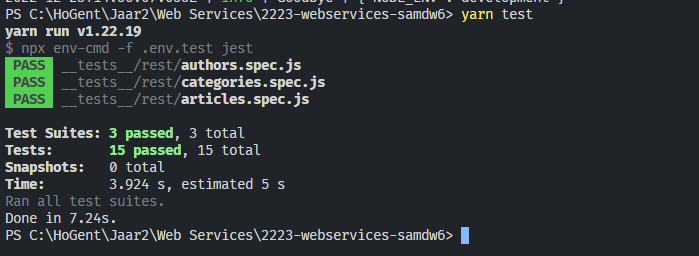 PS C:\HoGent\Jaar2\Web Services\2223-webservices-samdw6> yarn test
yarn run v1.22.19
$ npx env-cmd -f .env.test jest
PASS __tests__/rest/authors.spec.js
PASS __tests__/rest/categories.spec.js
PASS __tests__/rest/articles.spec.js
Test Suites: 3 passed, 3 total
Tests: 15 passed, 15 total
Snapshots: 0 total
Time: 3.924 s, estimated 5 s
Ran all test suites.
Done in 7.24s.
PS C:\HoGent\Jaar2\Web Services\2223-webservices-samdw6>